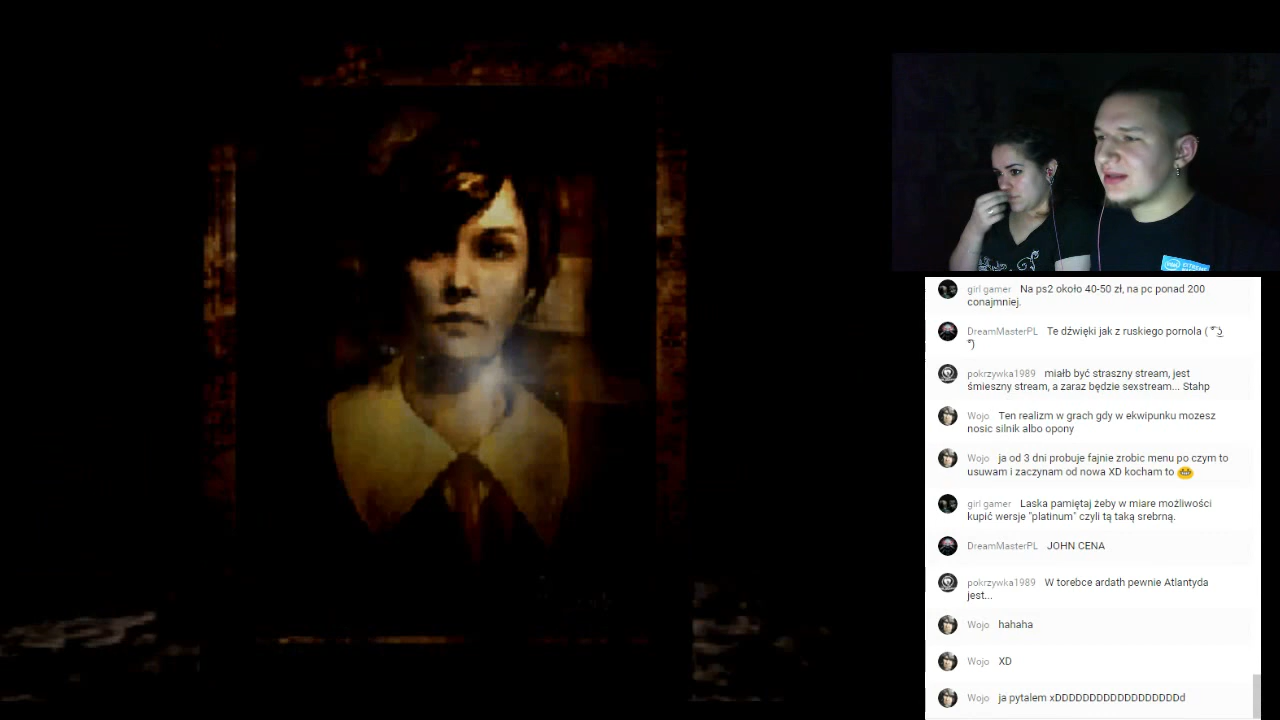 intel EXTREME
girl gamer Na ps2 około 40-50 zł, na pc ponad 200
conajmniej.
DreamMasterPL Te dźwięki jak z ruskiego pornola ( ͡° ͜ʖ
͡°)
pokrzywka1989 miałb być straszny stream, jest
śmieszny stream, a zaraz będzie sexstream... Stahp
Wojo Ten realizm w grach gdy w ekwipunku mozesz
nosic silnik albo opony
Wojo ja od 3 dni probuje fajnie zrobic menu po czym to
usuwam i zaczynam od nowa XD kocham to 😂
girl gamer Laska pamiętaj żeby w miare możliwości
kupić wersje "platinum" czyli tą taką srebrną.
DreamMasterPL JOHN CENA
pokrzywka1989 W torebce ardath pewnie Atlantyda
jest...
Wojo hahaha
Wojo XD
Wojo ja pytalem xDDDDDDDDDDDDDDDDDDd